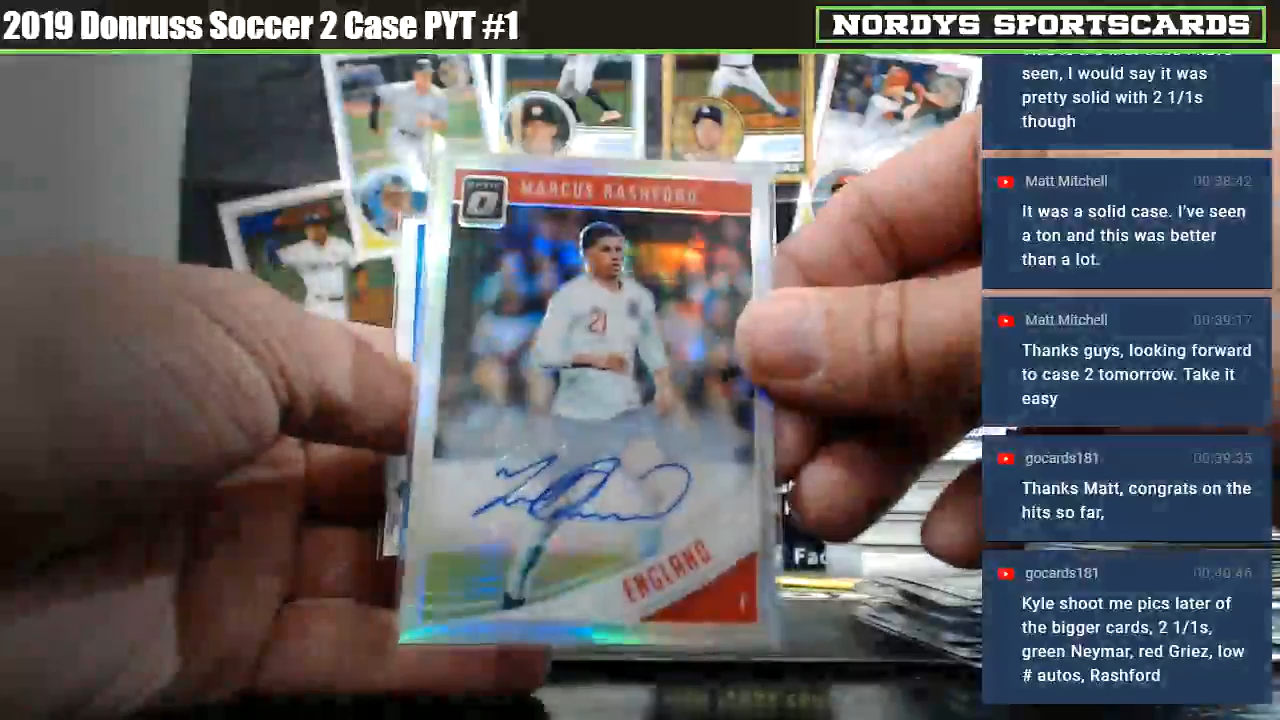 2019 Donruss Soccer 2 Case PYT #1
NORDYS SPORTSCARDS
seen, I would say it was
pretty solid with 2 1/1s
though
Matt Mitchell 00:38:42
It was a solid case. I've seen
a ton and this was better
than a lot.
Matt Mitchell 00:39:17
Thanks guys, looking forward
to case 2 tomorrow. Take it
easy
gocards181 00:39:35
Thanks Matt, congrats on the
hits so far,
gocards181 00:40:46
Kyle shoot me pics later of
the bigger cards, 2 1/1s,
green Neymar, red Griez, low
# autos, Rashford
MARCUS RASHFORD
21
ENGLAND